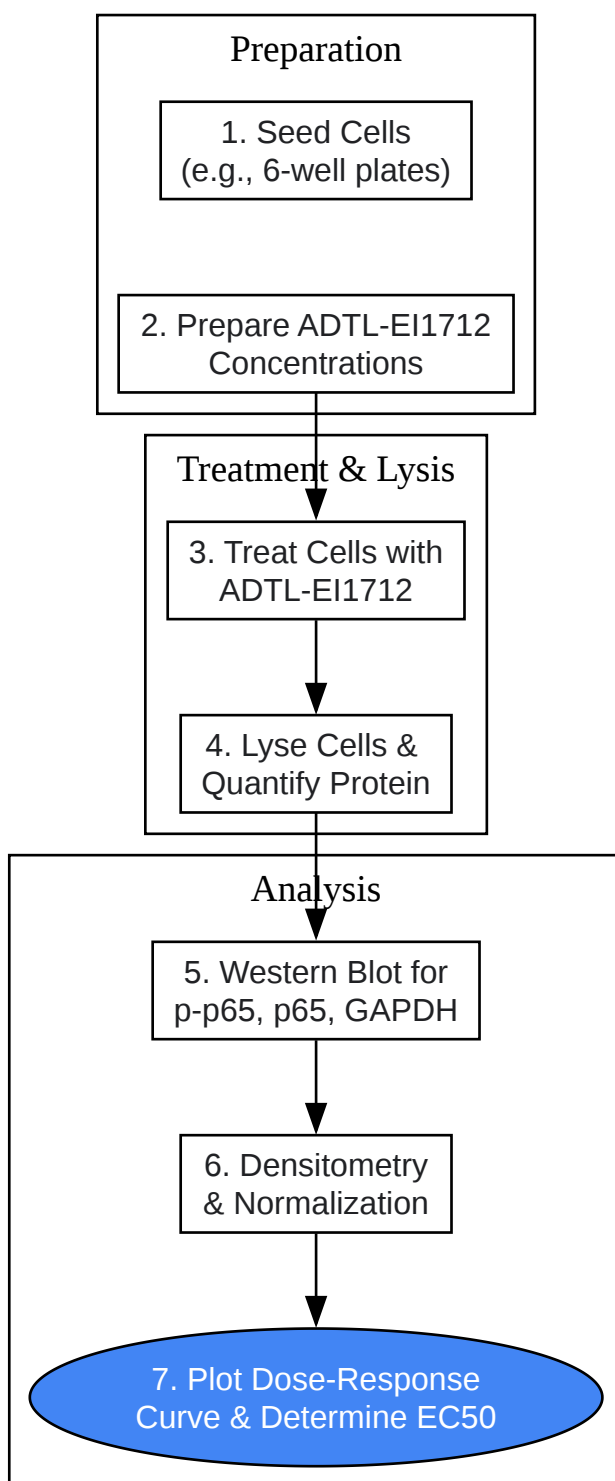 Preparation
1. Seed Cells
(e.g., 6-well plates)
2. Prepare ADTL-EI1712
Concentrations
Treatment & Lysis
3. Treat Cells with
ADTL-EI1712
4. Lyse Cells &
Quantify Protein
Analysis
5. Western Blot for
p-p65, p65, GAPDH
6. Densitometry
& Normalization
7. Plot Dose-Response
Curve & Determine EC50